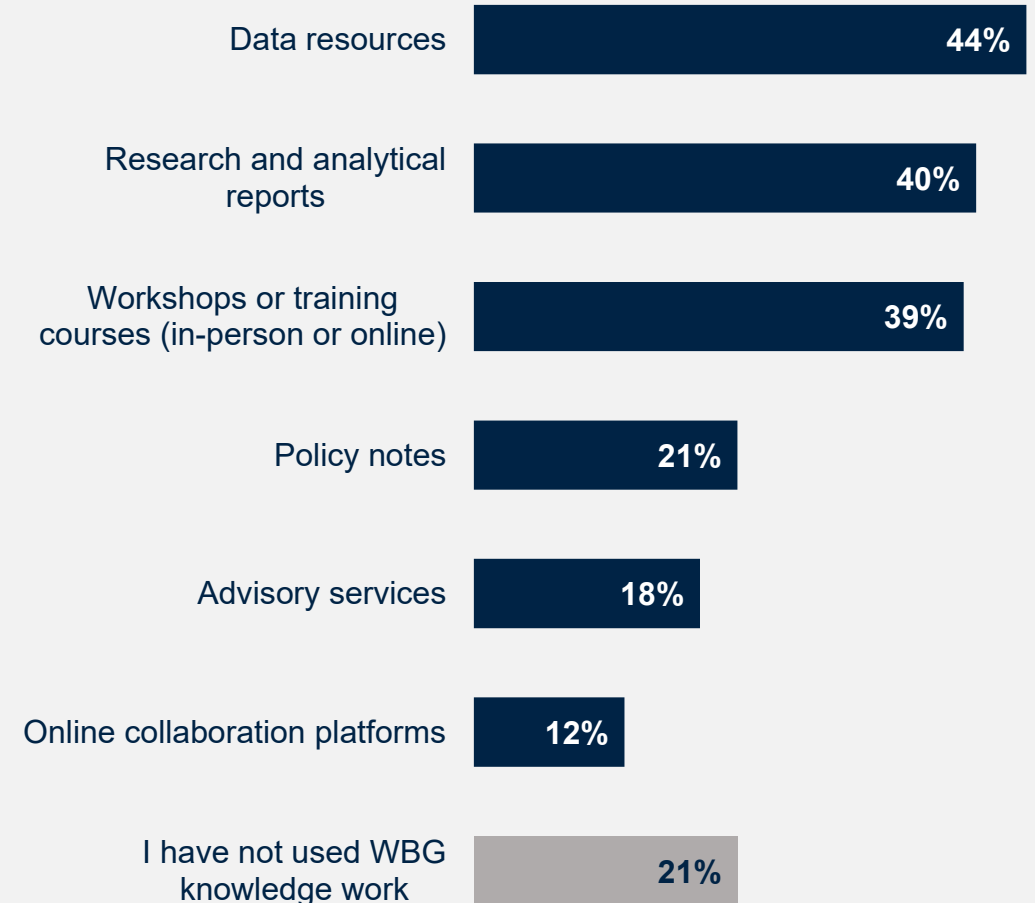 Data resources
44%
Research and analytical
reports
40%
Workshops or training
courses (in-person or online)
39%
Policy notes
21%
Advisory services
18%
Online collaboration platforms
12%
I have not used WBG
knowledge work
21%